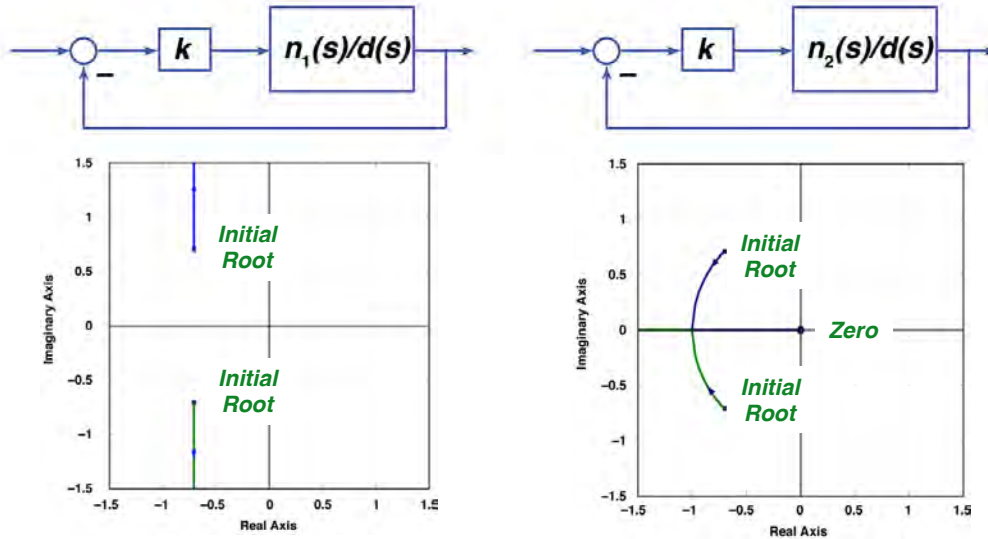 k
n₁(s)/d(s)
−
k
n₂(s)/d(s)
−
1.5
1
0.5
0
−0.5
−1
−1.5
Imaginary Axis
Initial
Root
Initial
Root
−1.5 −1 −0.5 0 0.5 1 1.5
Real Axis
1.5
1
0.5
0
−0.5
−1
−1.5
Imaginary Axis
Initial
Root
Zero
Initial
Root
−1.5 −1 −0.5 0 0.5 1 1.5
Real Axis